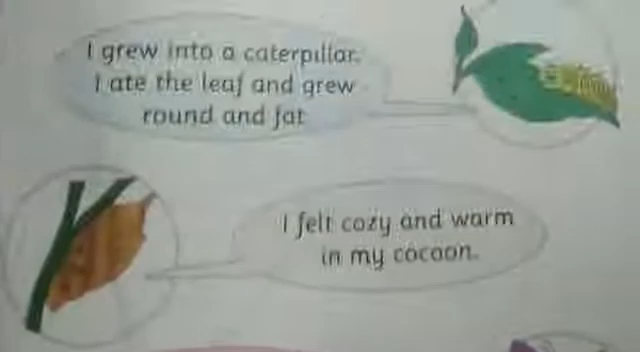 I grew into a caterpillar.
I ate the leaf and grew
round and fat
I felt cozy and warm
in my cocoon.